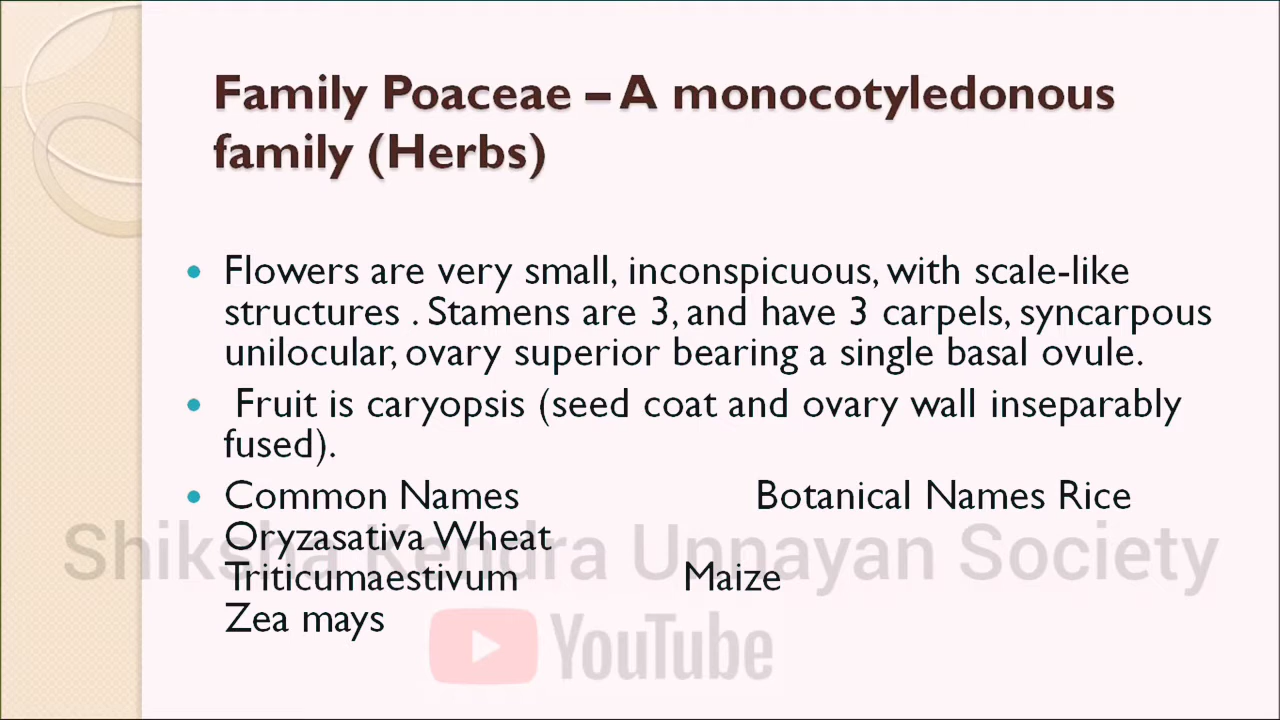 Family Poaceae – A monocotyledonous
family (Herbs)
• Flowers are very small, inconspicuous, with scale-like
structures . Stamens are 3, and have 3 carpels, syncarpous
unilocular, ovary superior bearing a single basal ovule.
• Fruit is caryopsis (seed coat and ovary wall inseparably
fused).
• Common Names Botanical Names Rice
Oryzasativa Wheat
Shiksha Kendra Unnayan Society
Triticumaestivum Maize
Zea mays
YouTube